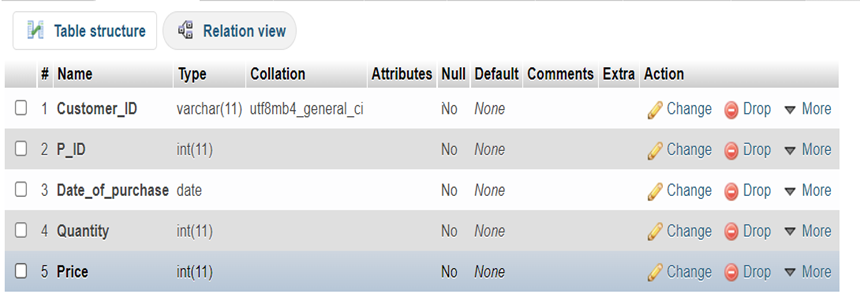 Table structure Relation view
# Name Type Collation Attributes Null Default Comments Extra Action
1 Customer_ID varchar(11) utf8mb4_general_ci No None Change Drop More
2 P_ID int(11) No None Change Drop More
3 Date_of_purchase date No None Change Drop More
4 Quantity int(11) No None Change Drop More
5 Price int(11) No None Change Drop More